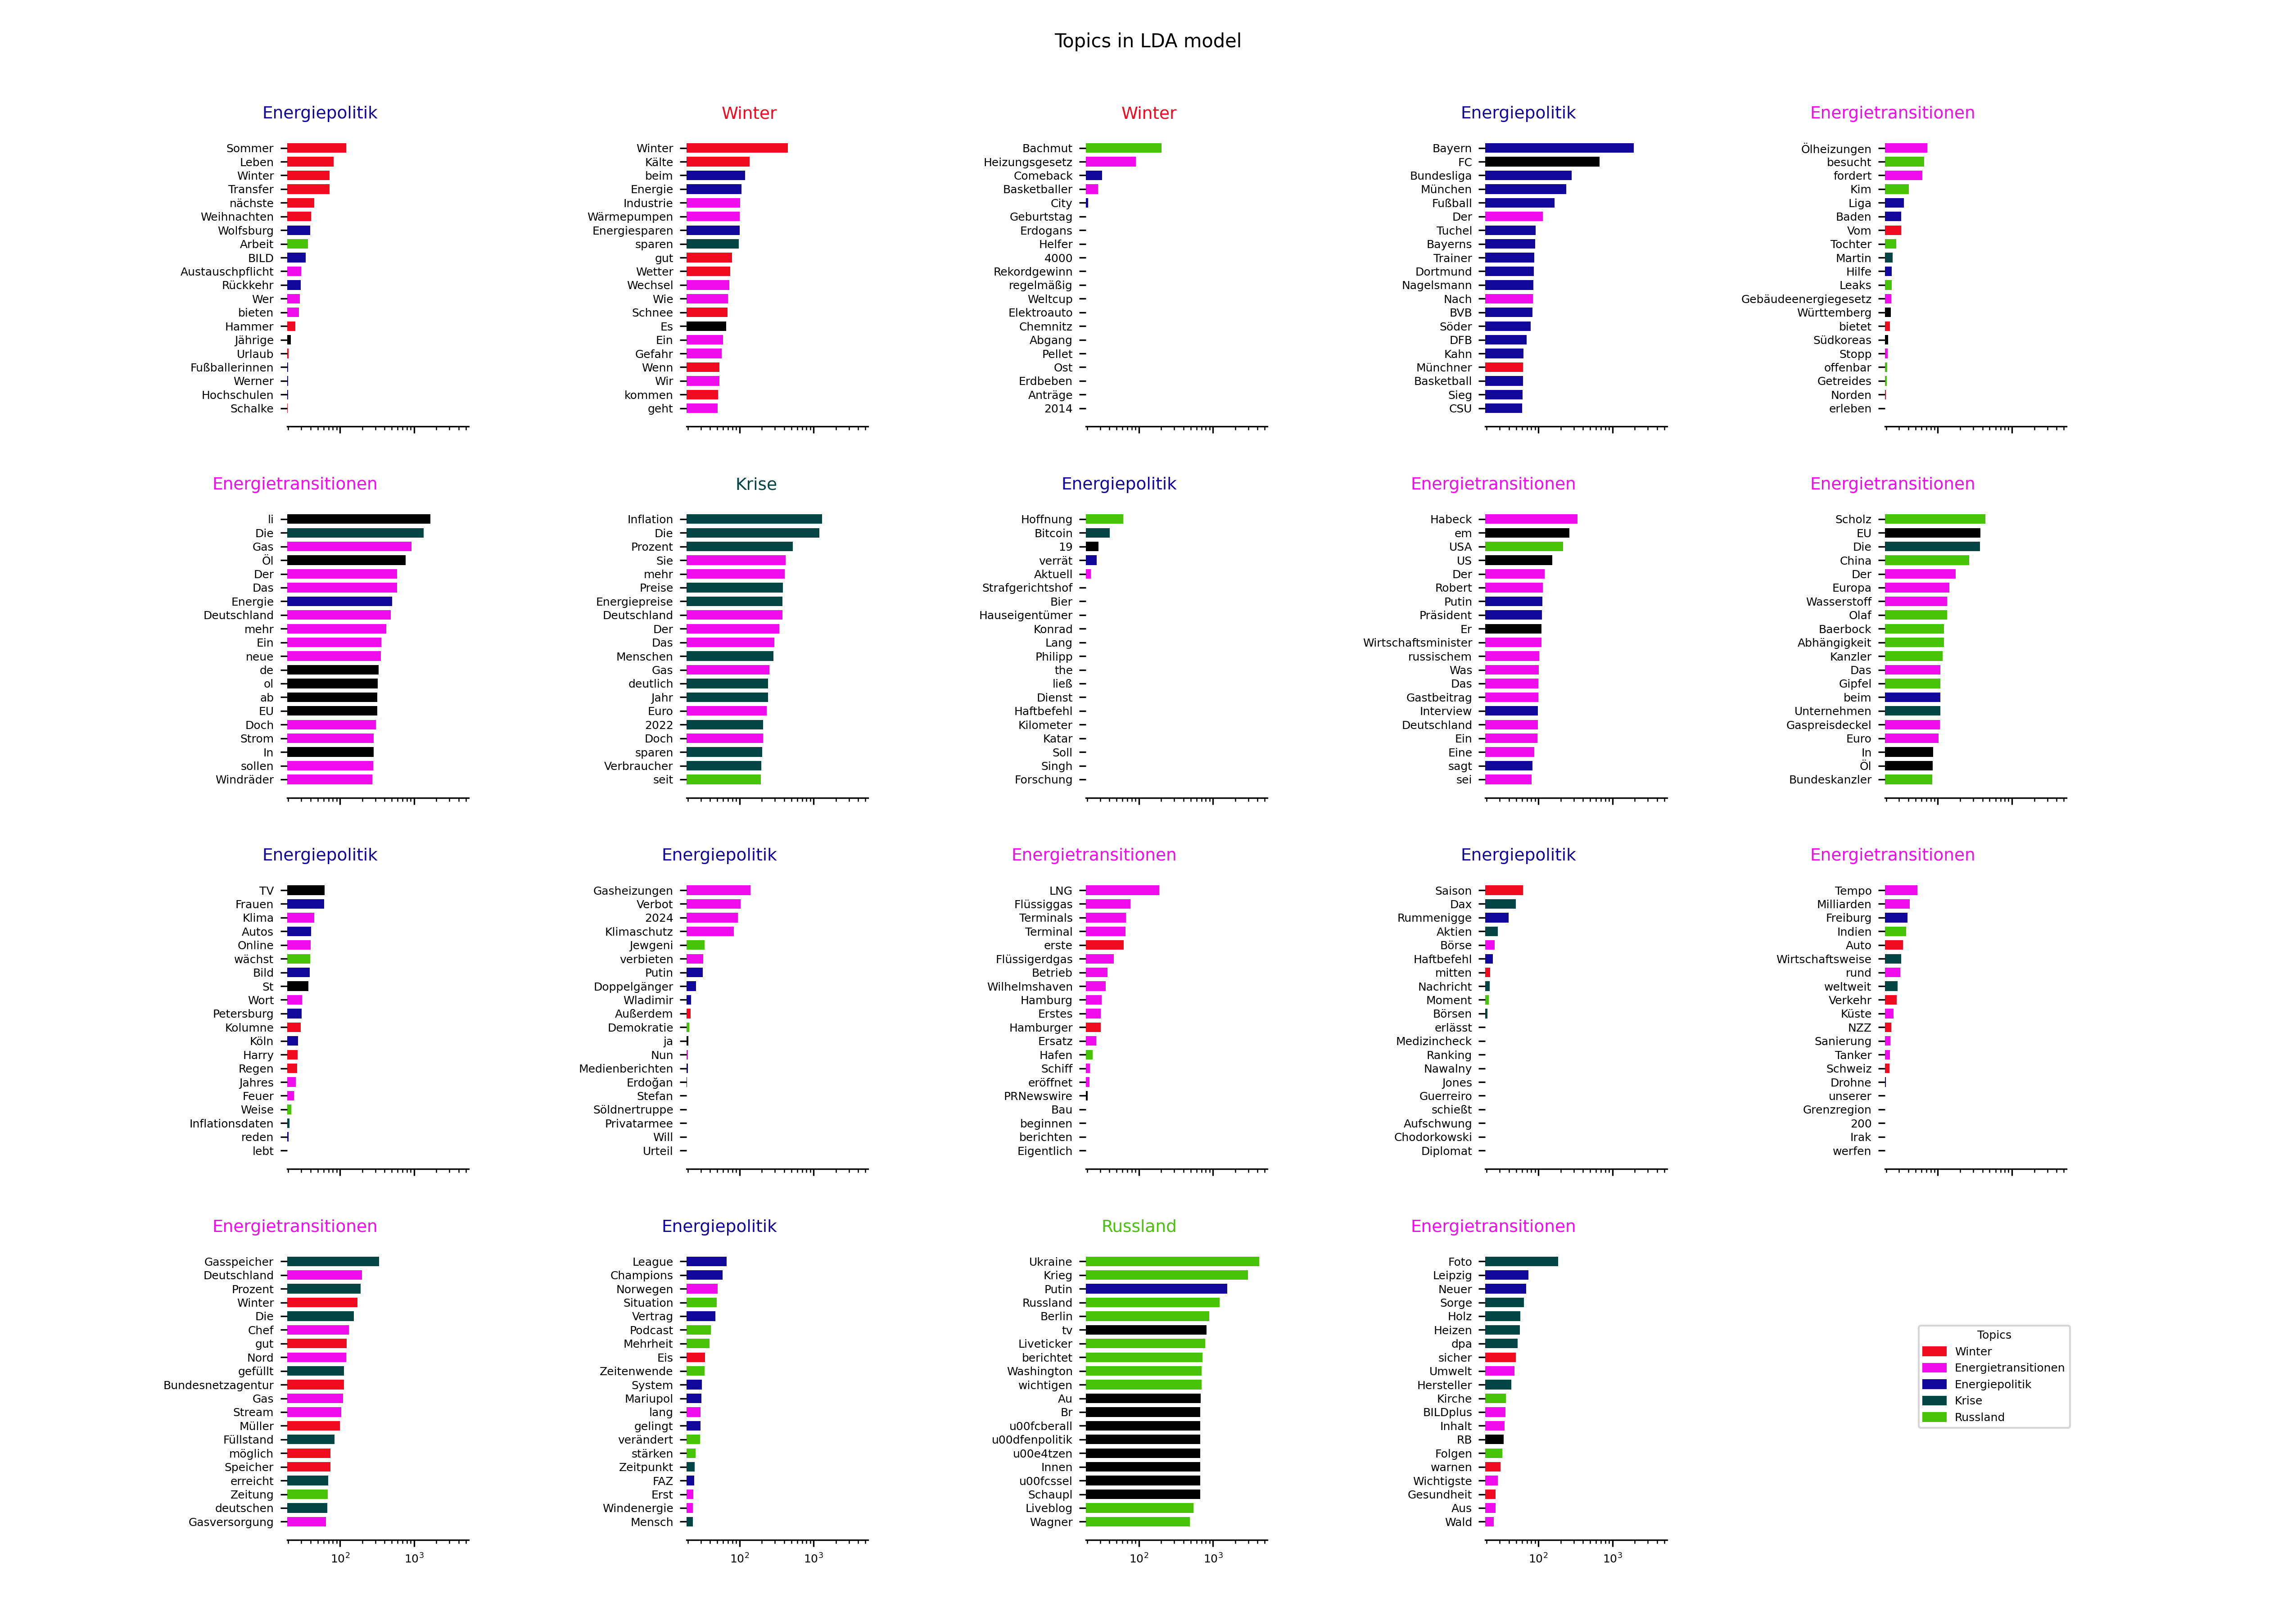 Topics in LDA model
Energiepolitik
Sommer
Leben
Winter
Transfer
nächste
Weihnachten
Wolfsburg
Arbeit
BILD
Austauschpflicht
Rückkehr
Wer
bieten
Hammer
Jährige
Urlaub
Fußballerinnen
Werner
Hochschulen
Schalke
Winter
Winter
Kälte
beim
Energie
Industrie
Wärmepumpen
Energiesparen
sparen
gut
Wetter
Wechsel
Wie
Schnee
Es
Ein
Gefahr
Wenn
Wir
kommen
geht
Winter
Bachmut
Heizungsgesetz
Comeback
Basketballer
City
Geburtstag
Erdogans
Helfer
4000
Rekordgewinn
regelmäßig
Weltcup
Elektroauto
Chemnitz
Abgang
Pellet
Ost
Erdbeben
Anträge
2014
Energiepolitik
Bayern
FC
Bundesliga
München
Fußball
Der
Tuchel
Bayerns
Trainer
Dortmund
Nagelsmann
Nach
BVB
Söder
DFB
Kahn
Münchner
Basketball
Sieg
CSU
Energietransitionen
Ölheizungen
besucht
fordert
Kim
Liga
Baden
Vom
Tochter
Martin
Hilfe
Leaks
Gebäudeenergiegesetz
Württemberg
bietet
Südkoreas
Stopp
offenbar
Getreides
Norden
erleben
Energietransitionen
li
Die
Gas
Öl
Der
Das
Energie
Deutschland
mehr
Ein
neue
de
ol
ab
EU
Doch
Strom
In
sollen
Windräder
Krise
Inflation
Die
Prozent
Sie
mehr
Preise
Energiepreise
Deutschland
Der
Das
Menschen
Gas
deutlich
Jahr
Euro
2022
Doch
sparen
Verbraucher
seit
Energiepolitik
Hoffnung
Bitcoin
19
verrät
Aktuell
Strafgerichtshof
Bier
Hauseigentümer
Konrad
Lang
Philipp
the
ließ
Dienst
Haftbefehl
Kilometer
Katar
Soll
Singh
Forschung
Energietransitionen
Habeck
em
USA
US
Der
Robert
Putin
Präsident
Er
Wirtschaftsminister
russischem
Was
Das
Gastbeitrag
Interview
Deutschland
Ein
Eine
sagt
sei
Energietransitionen
Scholz
EU
Die
China
Der
Europa
Wasserstoff
Olaf
Baerbock
Abhängigkeit
Kanzler
Das
Gipfel
beim
Unternehmen
Gaspreisdeckel
Euro
In
Öl
Bundeskanzler
Energiepolitik
TV
Frauen
Klima
Autos
Online
wächst
Bild
St
Wort
Petersburg
Kolumne
Köln
Harry
Regen
Jahres
Feuer
Weise
Inflationsdaten
reden
lebt
Energiepolitik
Gasheizungen
Verbot
2024
Klimaschutz
Jewgeni
verbieten
Putin
Doppelgänger
Wladimir
Außerdem
Demokratie
ja
Nun
Medienberichten
Erdoğan
Stefan
Söldnertruppe
Privatarmee
Will
Urteil
Energietransitionen
LNG
Flüssiggas
Terminals
Terminal
erste
Flüssigerdgas
Betrieb
Wilhelmshaven
Hamburg
Erstes
Hamburger
Ersatz
Hafen
Schiff
eröffnet
PRNewswire
Bau
beginnen
berichten
Eigentlich
Energiepolitik
Saison
Dax
Rummenigge
Aktien
Börse
Haftbefehl
mitten
Nachricht
Moment
Börsen
erlässt
Medizincheck
Ranking
Nawalny
Jones
Guerreiro
schießt
Aufschwung
Chodorkowski
Diplomat
Energietransitionen
Tempo
Milliarden
Freiburg
Indien
Auto
Wirtschaftsweise
rund
weltweit
Verkehr
Küste
NZZ
Sanierung
Tanker
Schweiz
Drohne
unserer
Grenzregion
200
Irak
werfen
Energietransitionen
Gasspeicher
Deutschland
Prozent
Winter
Die
Chef
gut
Nord
gefüllt
Bundesnetzagentur
Gas
Stream
Müller
Füllstand
möglich
Speicher
erreicht
Zeitung
deutschen
Gasversorgung
10² 10³
Energiepolitik
League
Champions
Norwegen
Situation
Vertrag
Podcast
Mehrheit
Eis
Zeitenwende
System
Mariupol
lang
gelingt
verändert
stärken
Zeitpunkt
FAZ
Erst
Windenergie
Mensch
10² 10³
Russland
Ukraine
Krieg
Putin
Russland
Berlin
tv
Liveticker
berichtet
Washington
wichtigen
Au
Br
u00fcberall
u00dfenpolitik
u00e4tzen
Innen
u00fcssel
Schaupl
Liveblog
Wagner
10² 10³
Energietransitionen
Foto
Leipzig
Neuer
Sorge
Holz
Heizen
dpa
sicher
Umwelt
Hersteller
Kirche
BILDplus
Inhalt
RB
Folgen
warnen
Wichtigste
Gesundheit
Aus
Wald
10² 10³
Topics
Winter
Energietransitionen
Energiepolitik
Krise
Russland